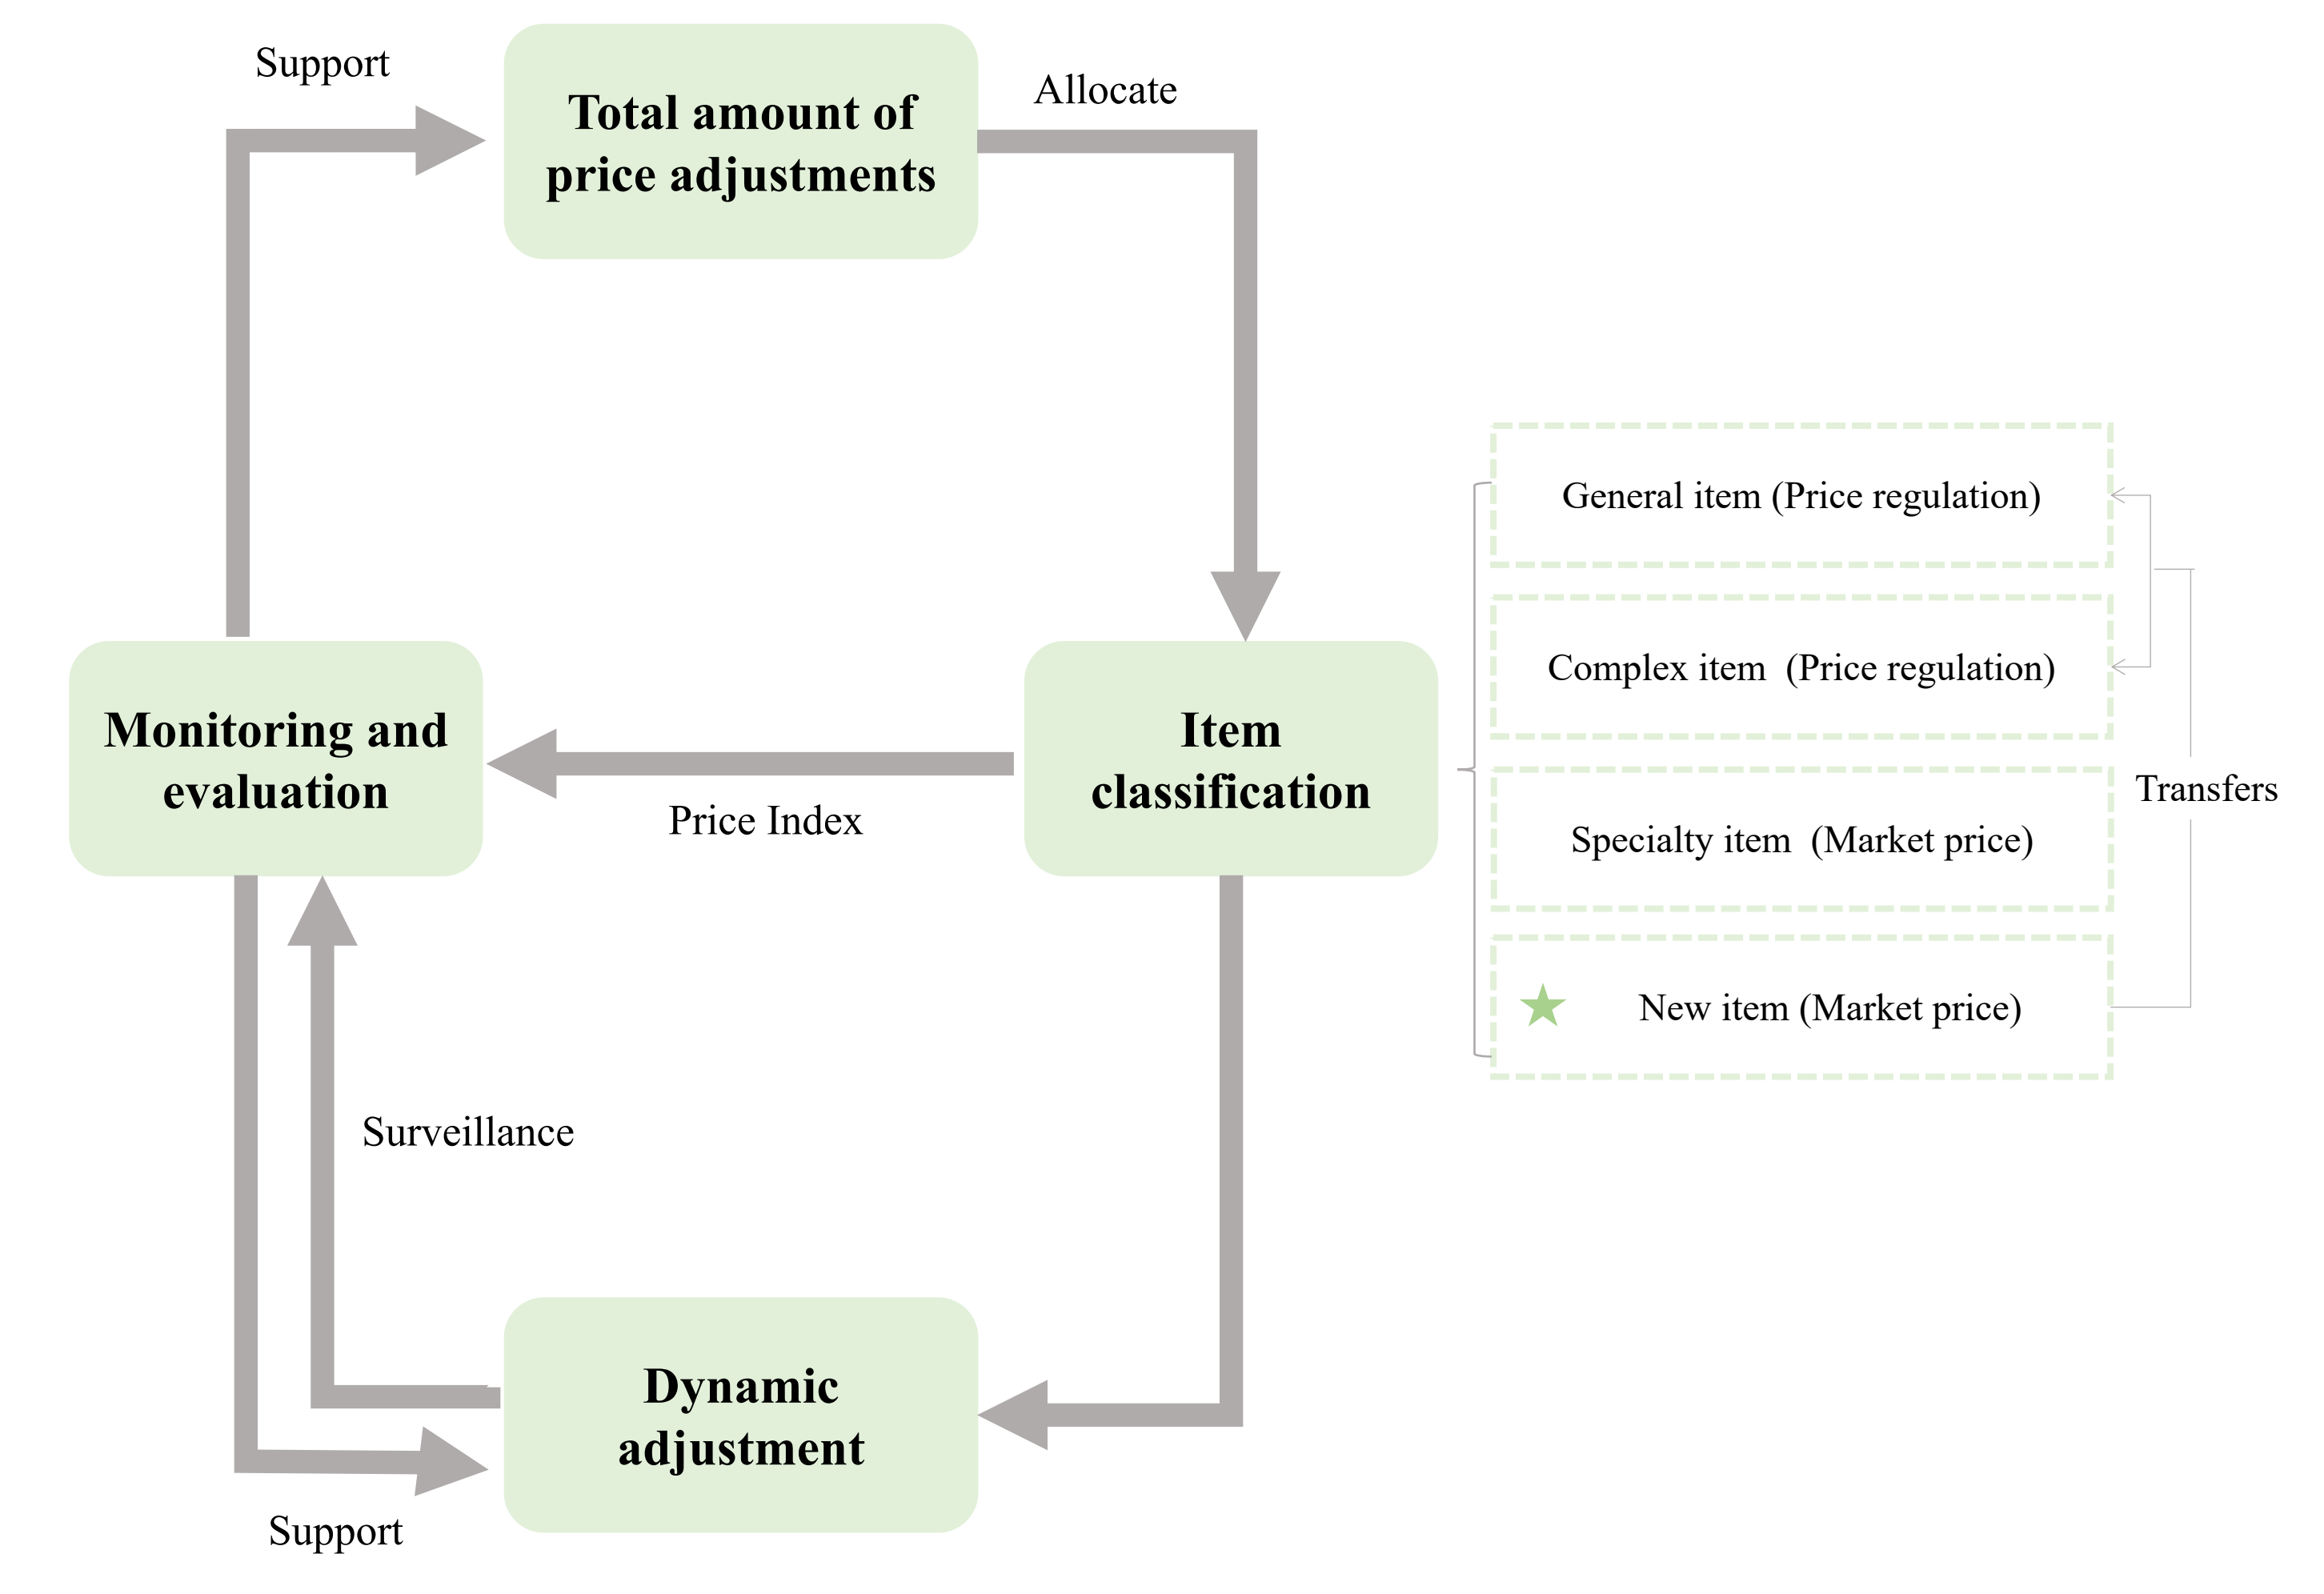 Support
Total amount of
price adjustments
Allocate
General item (Price regulation)
Complex item (Price regulation)
Monitoring and
evaluation
Price Index
Item
classification
Specialty item (Market price)
Transfers
New item (Market price)
Surveillance
Dynamic
adjustment
Support